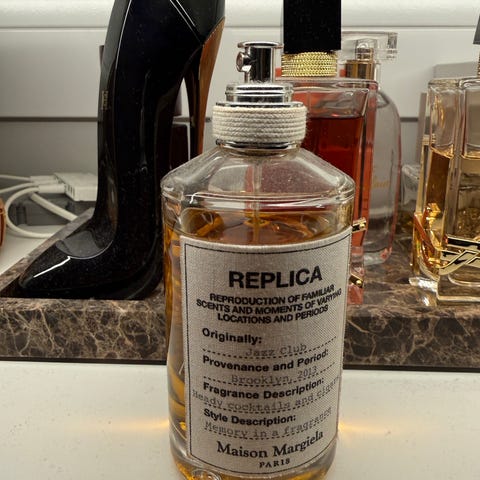 REPLICA
REPRODUCTION OF FAMILIAR
SCENTS AND MOMENTS OF VARYING
LOCATIONS AND PERIODS
Originally:
Jazz Club
Provenance and Period:
Brooklyn, 2013
Fragrance Description:
Heady cocktails and cigars
Style Description:
Memory in a fragrance
Maison Margiela
PARIS